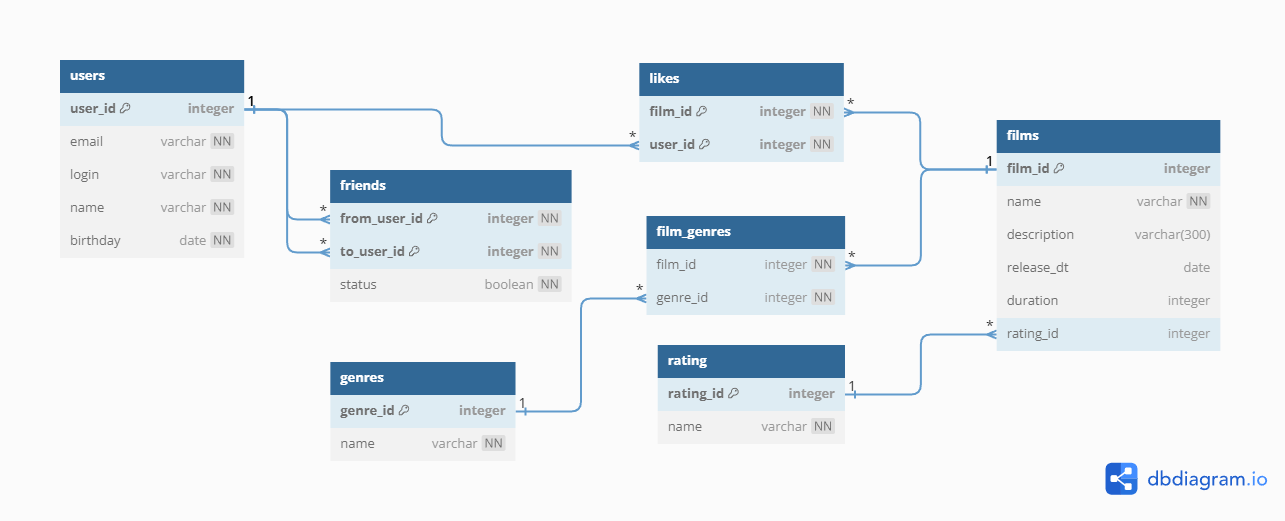 users
user_id integer
email varchar NN
login varchar NN
name varchar NN
birthday date NN
1
*
*
*
friends
from_user_id integer NN
to_user_id integer NN
status boolean NN
genres
genre_id integer
name varchar NN
1
*
likes
film_id integer NN
user_id integer NN
*
film_genres
film_id integer NN
genre_id integer NN
*
rating
rating_id integer
name varchar NN
1
*
1
films
film_id integer
name varchar NN
description varchar(300)
release_dt date
duration integer
rating_id integer
dbdiagram.io